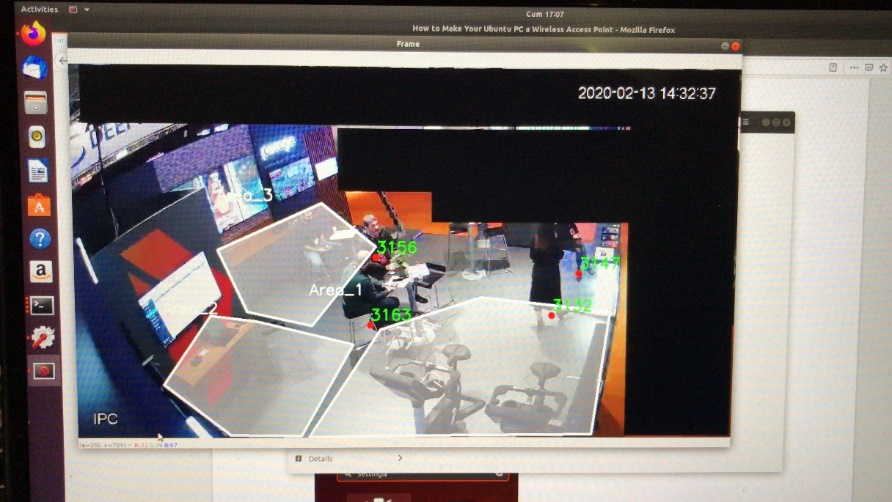 Activities
Cum 17:07
How to Make Your Ubuntu PC a Wireless Access Point - Mozilla Firefox
Frame
2020-02-13 14:32:37
3156
3147
Area_1
3132
3163
IPC
Details
settings